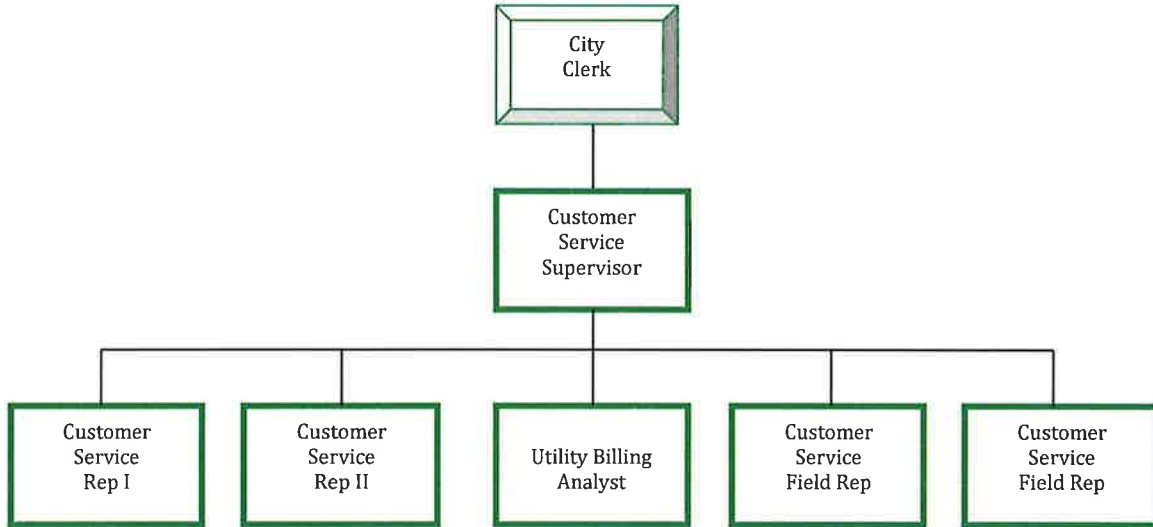 City
Clerk
Customer
Service
Supervisor
Customer
Service
Rep I
Customer
Service
Rep II
Utility Billing
Analyst
Customer
Service
Field Rep
Customer
Service
Field Rep